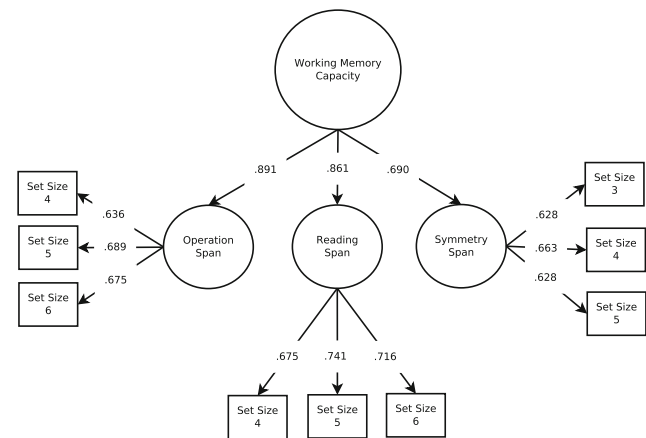 Working Memory
Capacity
.891
.861
.690
Set Size
4
.636
Set Size
5
.689
Set Size
6
.675
Operation
Span
Reading
Span
Symmetry
Span
.628
Set Size
3
.663
Set Size
4
.628
Set Size
5
.675
.741
.716
Set Size
4
Set Size
5
Set Size
6